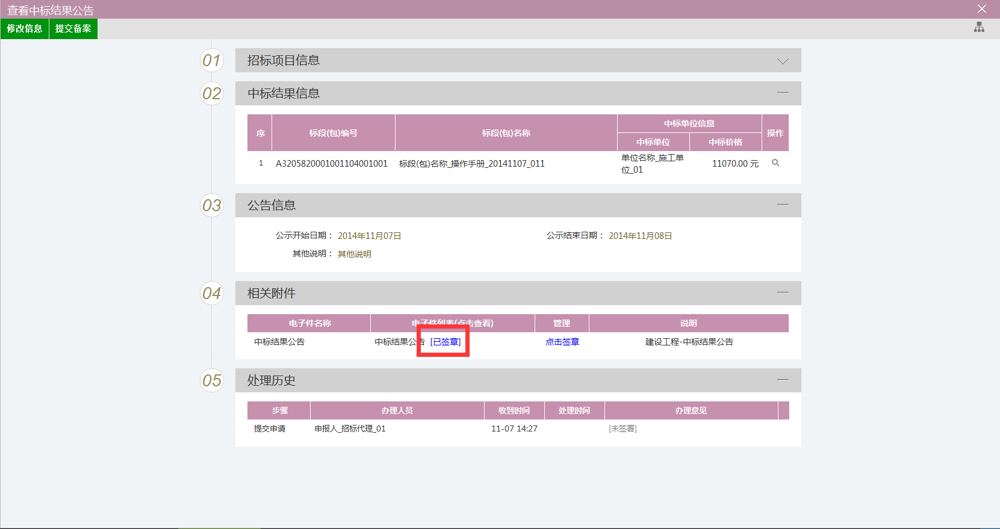 查看中标结果公告
修改信息 提交备案
01 招标项目信息
02 中标结果信息
序 标段(包)编号 标段(包)名称 中标单位信息 操作
中标单位 中标价格
1 A3205820001001104001001 标段(包)名称_操作手册_20141107_011 单位名称_施工单 11070.00 元
位_01
03 公告信息
公示开始日期： 2014年11月07日 公示结束日期： 2014年11月08日
其他说明： 其他说明
04 相关附件
电子件名称 电子件列表(点击查看) 管理 说明
中标结果公告 中标结果公告 [已签章] 点击签章 建设工程-中标结果公告
05 处理历史
步骤 办理人员 收到时间 处理时间 办理意见
提交申请 申报人_招标代理_01 11-07 14:27 [未签署]